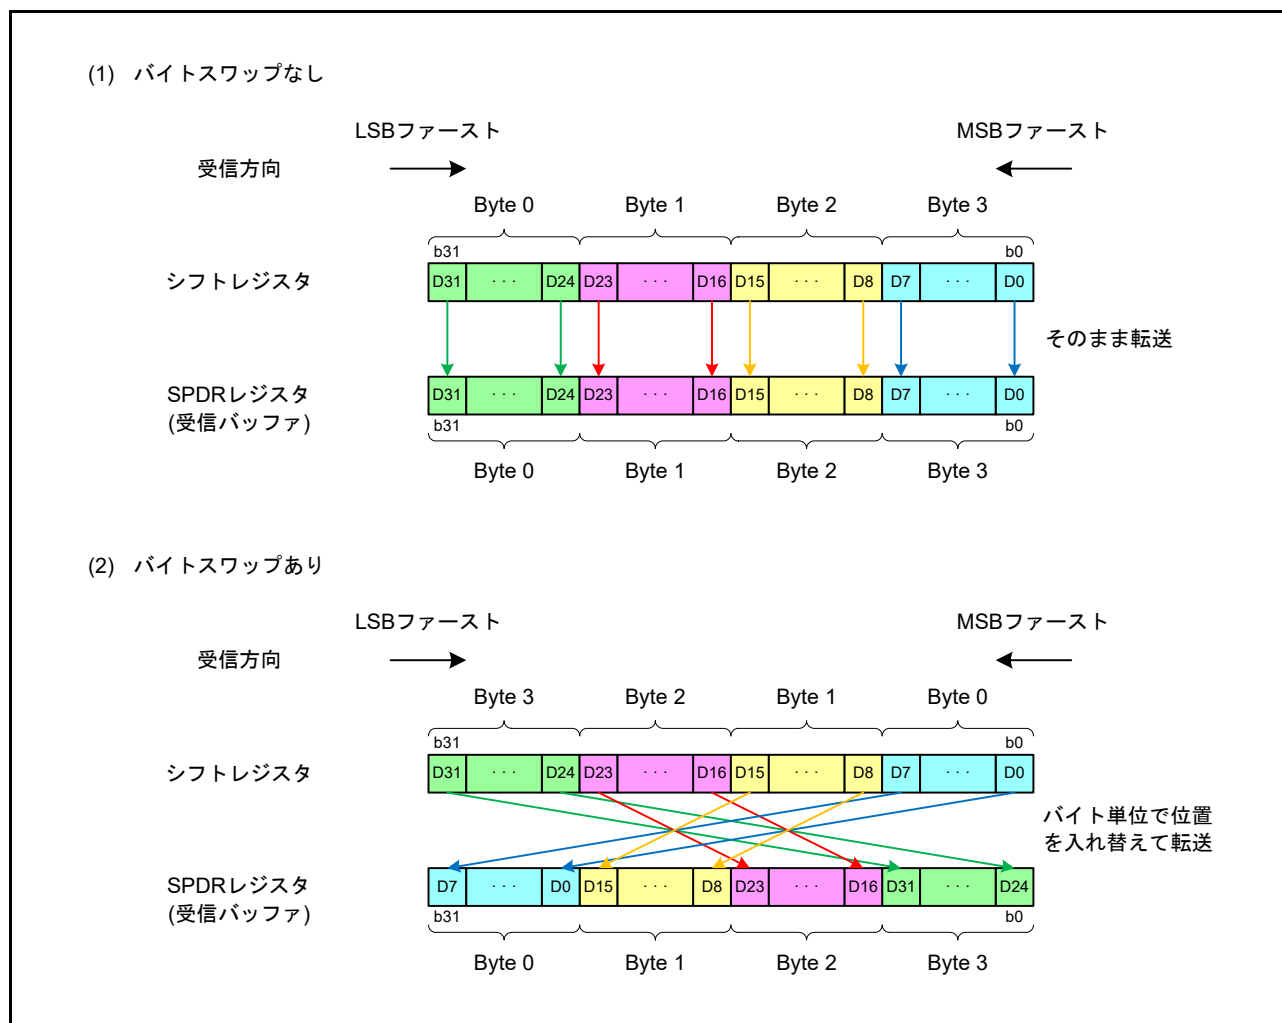 (1) バイトスワップなし
LSBファースト MSBファースト
受信方向
Byte 0 Byte 1 Byte 2 Byte 3
b31 b0
シフトレジスタ D31 ··· D24 D23 ··· D16 D15 ··· D8 D7 ··· D0
そのまま転送
SPDRレジスタ D31 ··· D24 D23 ··· D16 D15 ··· D8 D7 ··· D0
(受信バッファ) b31 b0
Byte 0 Byte 1 Byte 2 Byte 3
(2) バイトスワップあり
LSBファースト MSBファースト
受信方向
Byte 3 Byte 2 Byte 1 Byte 0
b31 b0
シフトレジスタ D31 ··· D24 D23 ··· D16 D15 ··· D8 D7 ··· D0
バイト単位で位置
を入れ替えて転送
SPDRレジスタ D7 ··· D0 D15 ··· D8 D23 ··· D16 D31 ··· D24
(受信バッファ) b31 b0
Byte 0 Byte 1 Byte 2 Byte 3